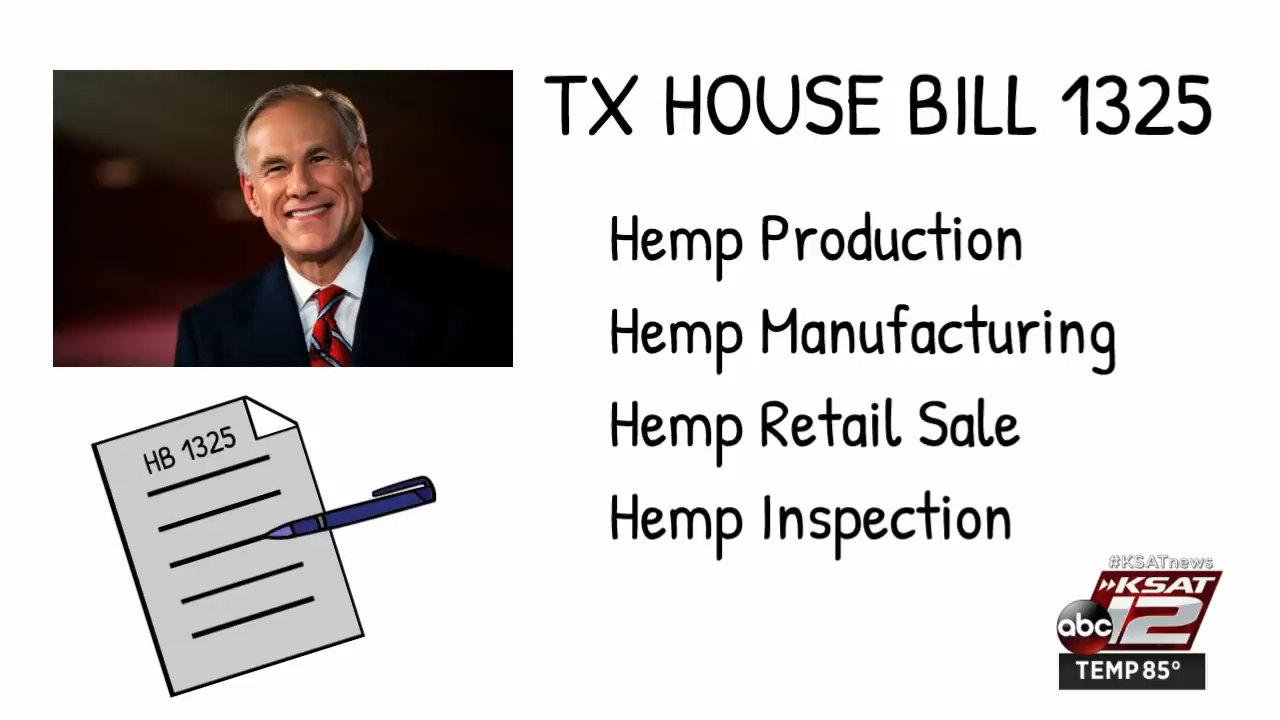 TX HOUSE BILL 1325
Hemp Production
Hemp Manufacturing
Hemp Retail Sale
Hemp Inspection
HB 1325
#KSATnews
KSAT
abc 12
TEMP 85°